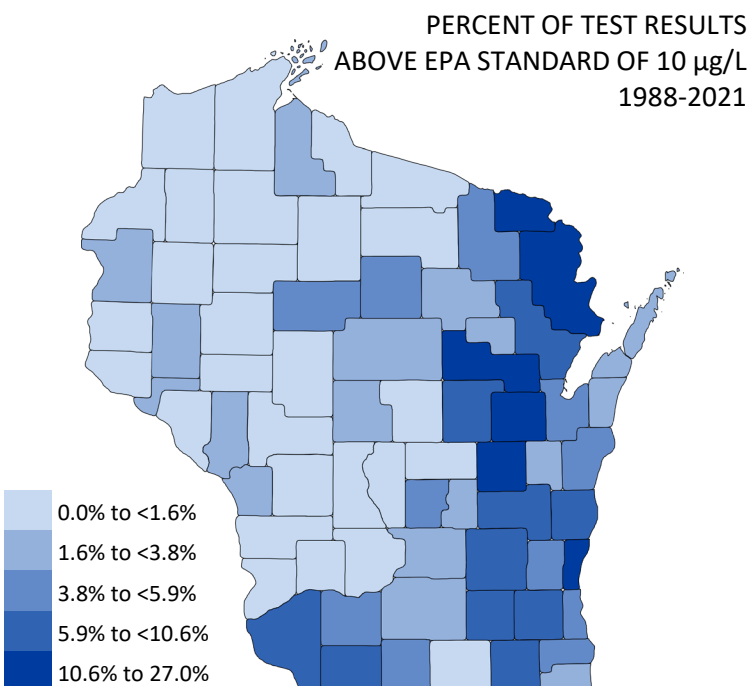 PERCENT OF TEST RESULTS
ABOVE EPA STANDARD OF 10 µg/L
1988-2021
0.0% to <1.6%
1.6% to <3.8%
3.8% to <5.9%
5.9% to <10.6%
10.6% to 27.0%